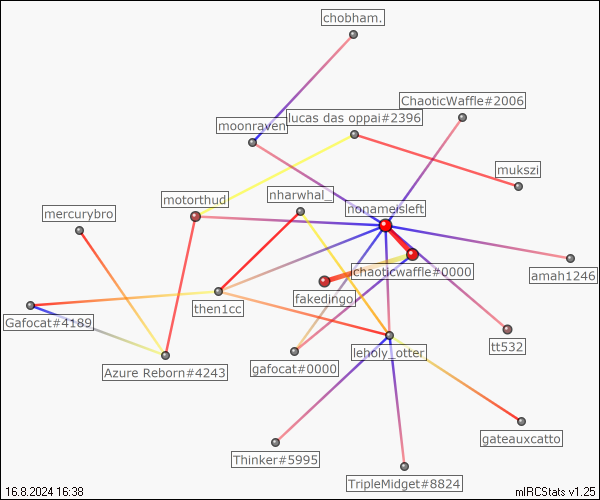 chobham.
ChaoticWaffle#2006
lucas das oppai#2396
moonraven
mukszi
nharwhal_
motorthud
nonameisleft
mercurybro
chaoticwaffle#0000
amah1246
fakedingo
then1cc
Gafocat#4189
tt532
leholy_otter
gafocat#0000
Azure Reborn#4243
gateauxcatto
Thinker#5995
TripleMidget#8824
16.8.2024 16:38
mIRCStats v1.25